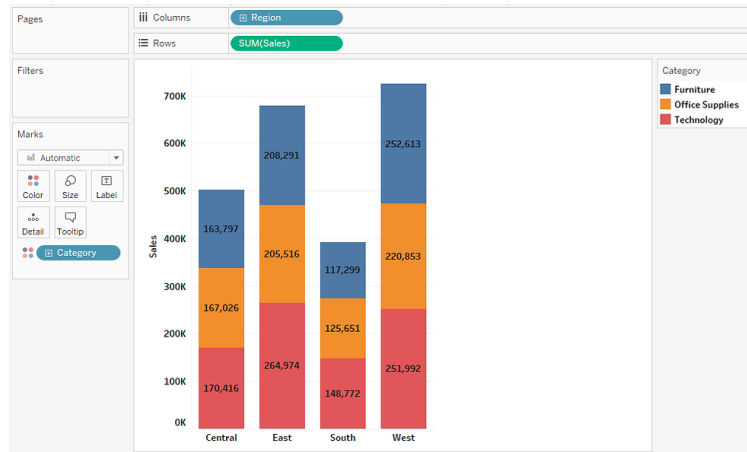 Pages
Columns
Region
Rows
SUM(Sales)
Filters
Marks
Automatic
Color
Size
Label
Detail
Tooltip
Category
Sales
700K
600K
500K
400K
300K
200K
100K
0K
163,797
167,026
170,416
208,291
205,516
264,974
117,299
125,651
148,772
252,613
220,853
251,992
Central
East
South
West
Category
Furniture
Office Supplies
Technology